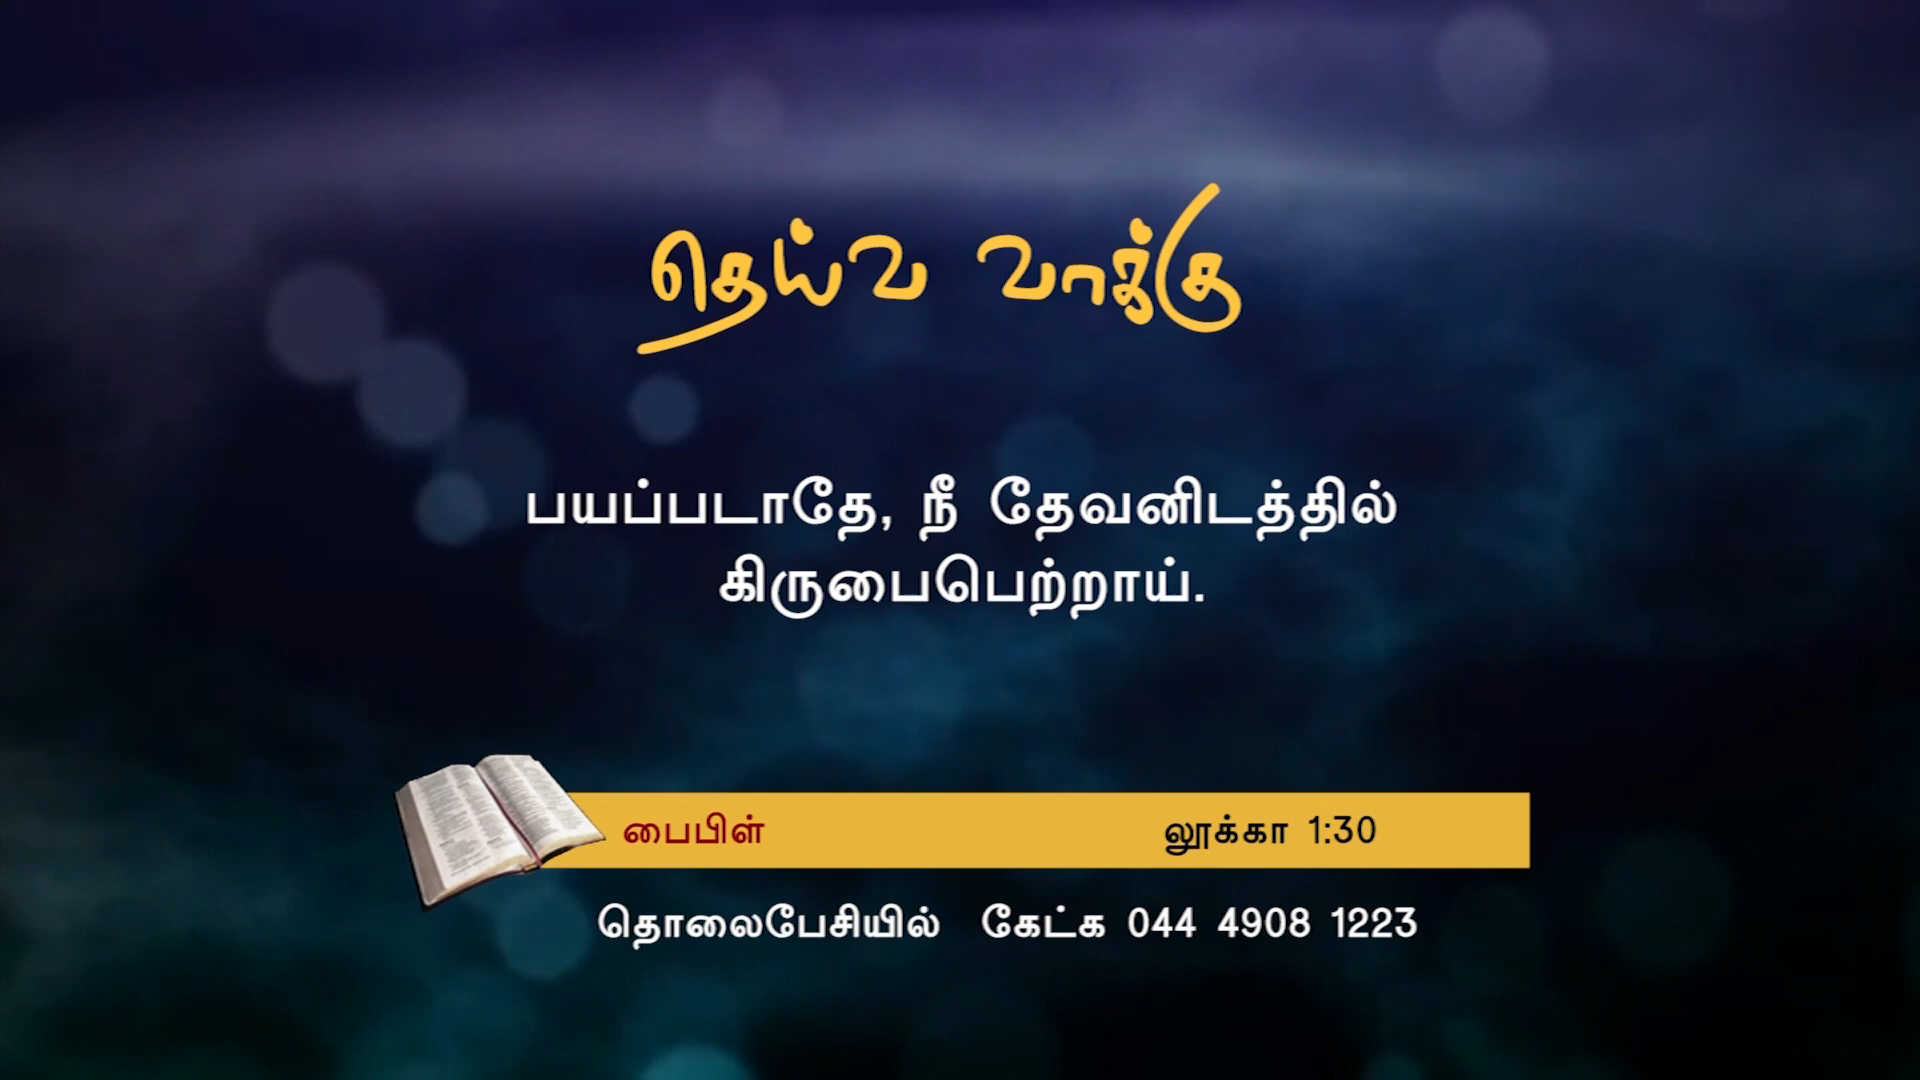 தெய்வ வாக்கு
பயப்படாதே, நீ தேவனிடத்தில்
கிருபைபெற்றாய்.
பைபிள் லூக்கா 1:30
தொலைபேசியில் கேட்க 044 4908 1223